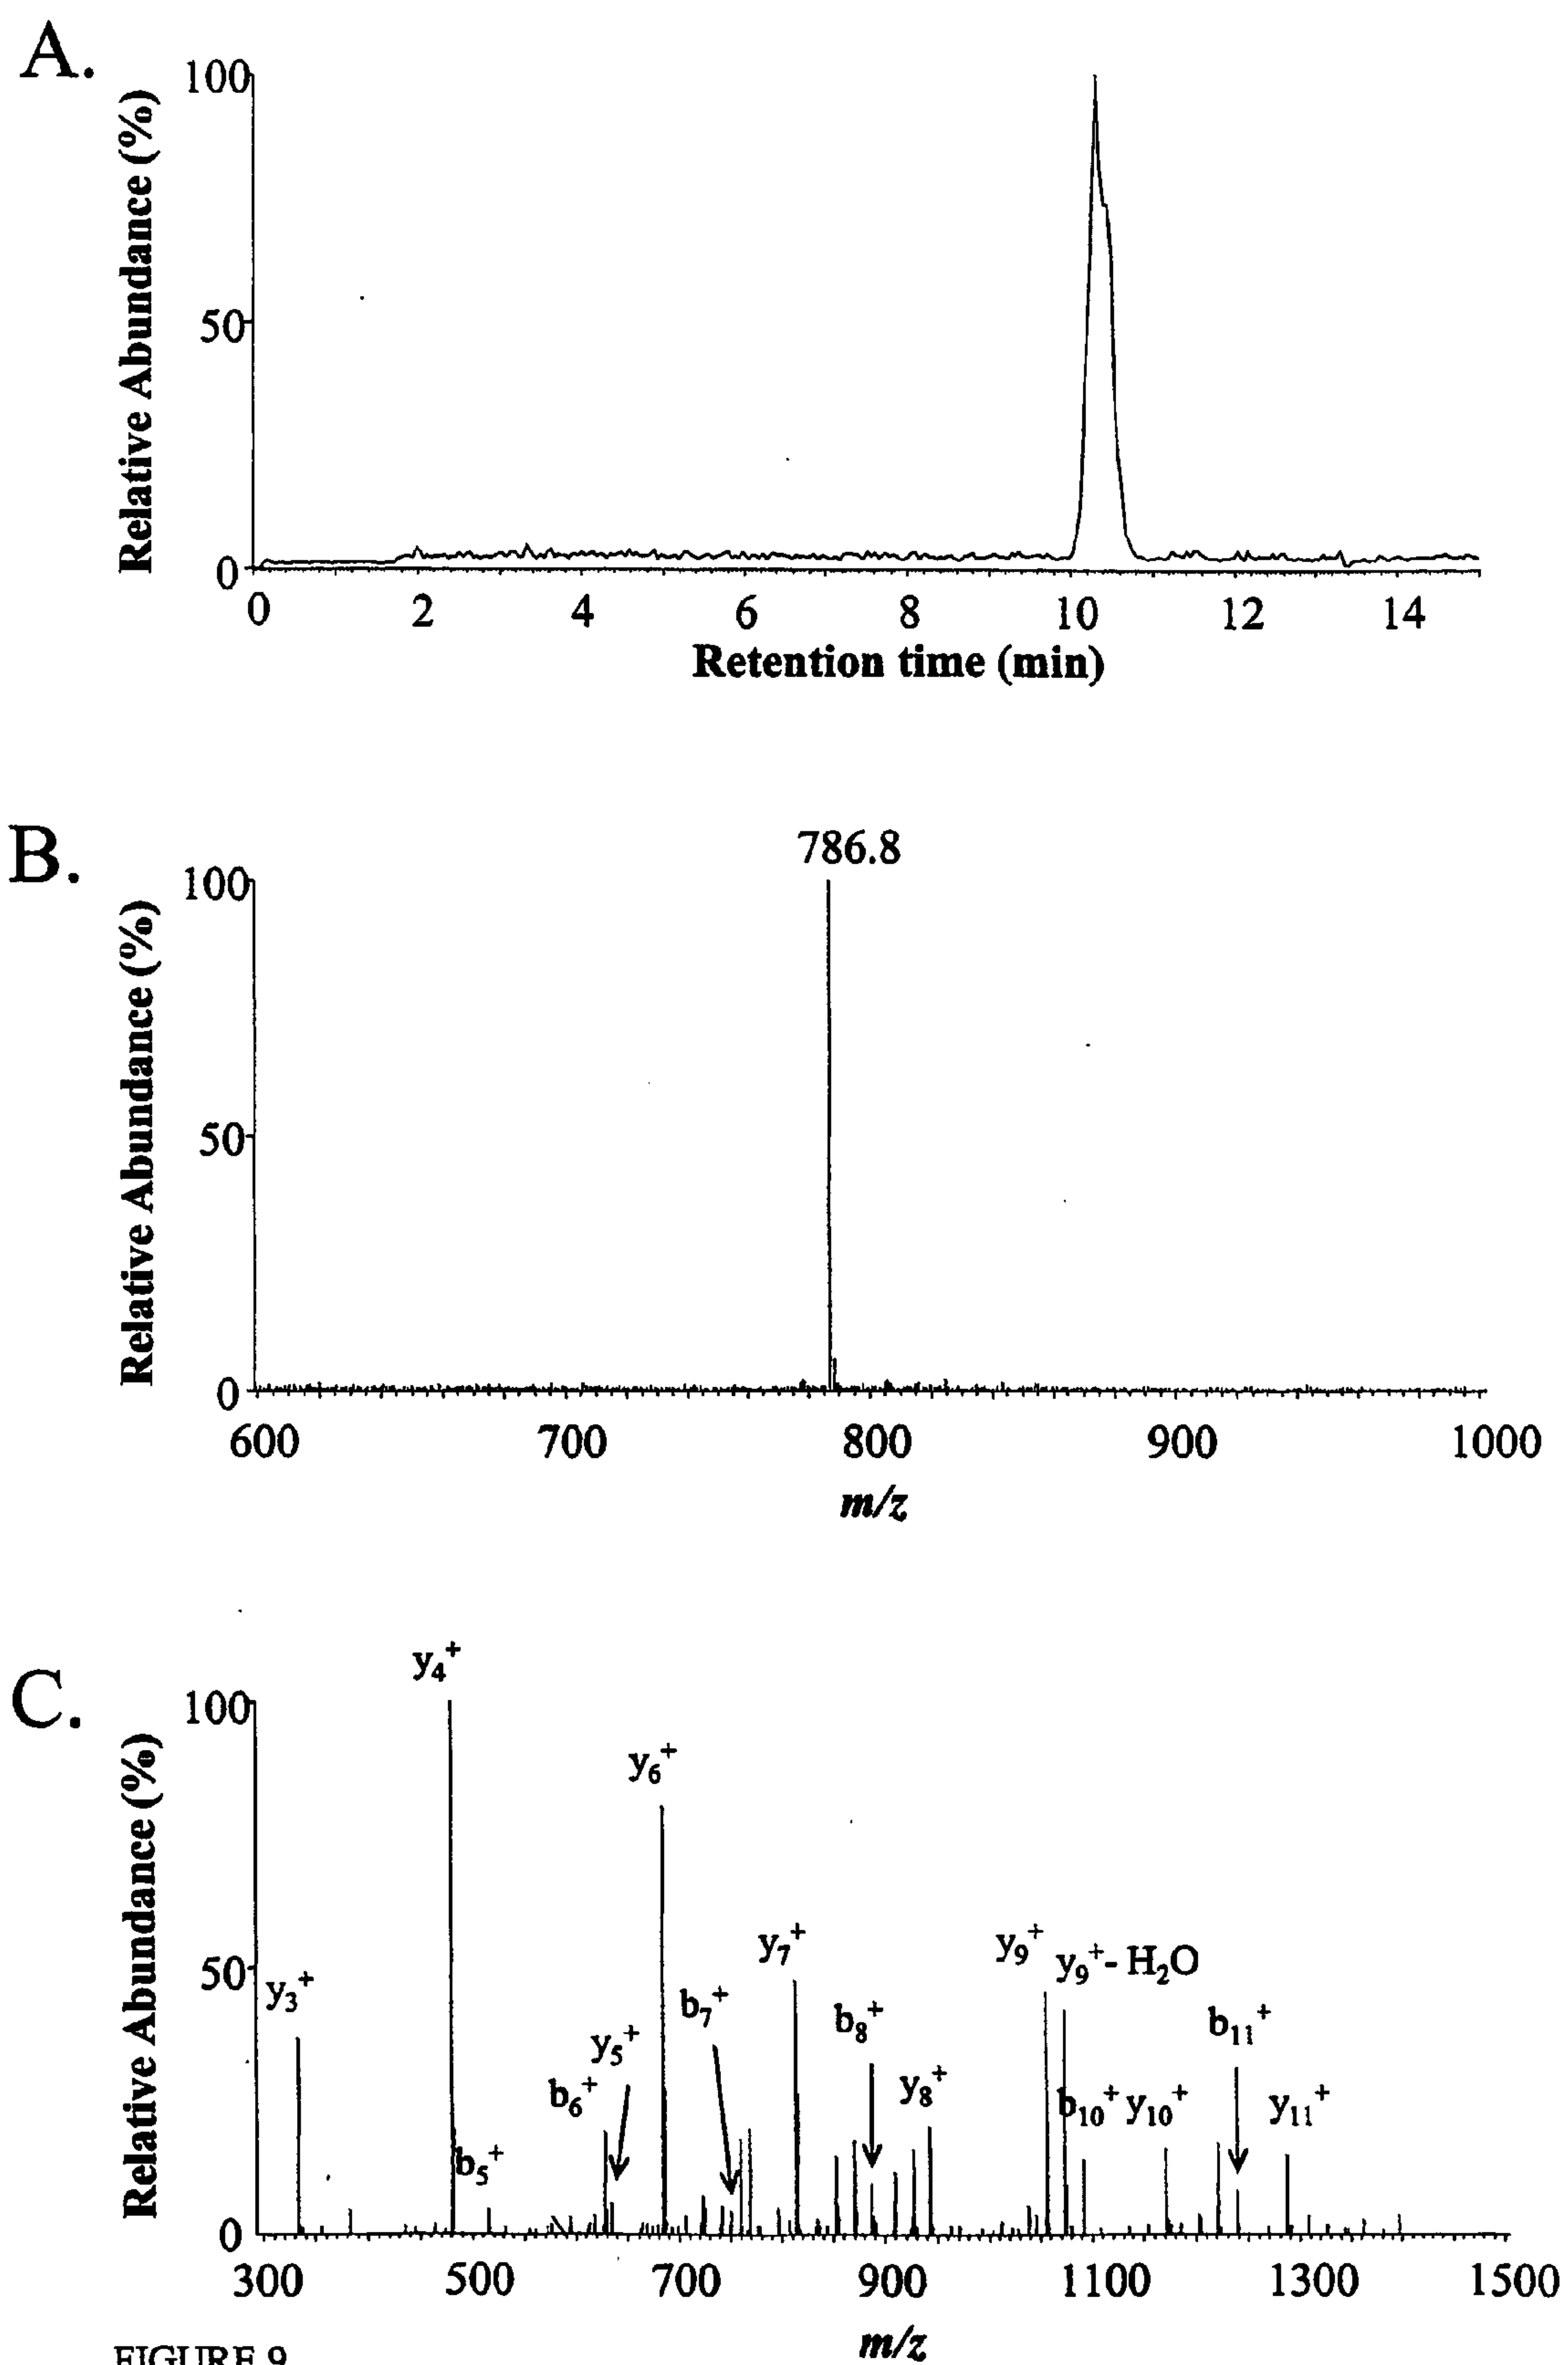 A.
Relative Abundance (%)
100
50
0
0 2 4 6 8 10 12 14
Retention time (min)
B.
786.8
Relative Abundance (%)
100
50
0
600 700 800 900 1000
m/z
C.
Relative Abundance (%)
100
50
0
y₄⁺
y₆⁺
y₃⁺
y₇⁺
y₉⁺
y₉⁺- H₂O
b₇⁺
b₈⁺
b₁₁⁺
y₅⁺
b₆⁺
y₈⁺
b₁₀⁺ y₁₀⁺
y₁₁⁺
b₅⁺
300 500 700 900 1100 1300 1500
m/z
FIGURE 9